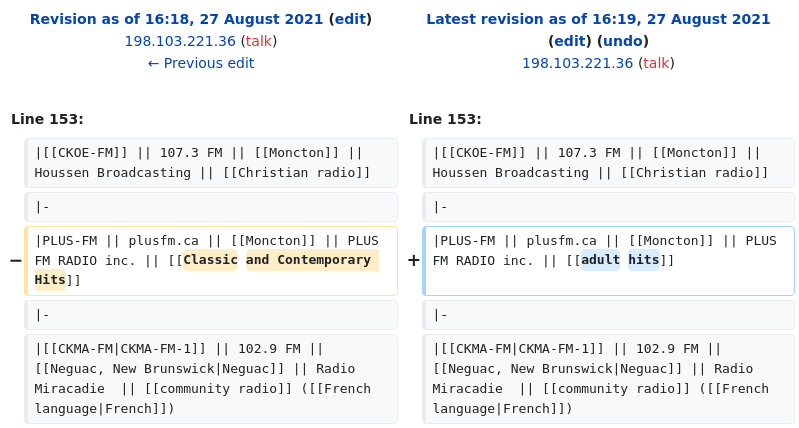 Revision as of 16:18, 27 August 2021 (edit)
198.103.221.36 (talk)
← Previous edit
Latest revision as of 16:19, 27 August 2021
(edit) (undo)
198.103.221.36 (talk)
Line 153:
Line 153:
|[[CKOE-FM]] || 107.3 FM || [[Moncton]] ||
Houssen Broadcasting || [[Christian radio]]
|[[CKOE-FM]] || 107.3 FM || [[Moncton]] ||
Houssen Broadcasting || [[Christian radio]]
|-
|-
− |PLUS-FM || plusfm.ca || [[Moncton]] || PLUS
FM RADIO inc. || [[Classic and Contemporary
Hits]]
+ |PLUS-FM || plusfm.ca || [[Moncton]] || PLUS
FM RADIO inc. || [[adult hits]]
|-
|-
|[[CKMA-FM|CKMA-FM-1]] || 102.9 FM ||
[[Neguac, New Brunswick|Neguac]] || Radio
Miracadie  || [[community radio]] ([[French
language|French]])
|[[CKMA-FM|CKMA-FM-1]] || 102.9 FM ||
[[Neguac, New Brunswick|Neguac]] || Radio
Miracadie  || [[community radio]] ([[French
language|French]])